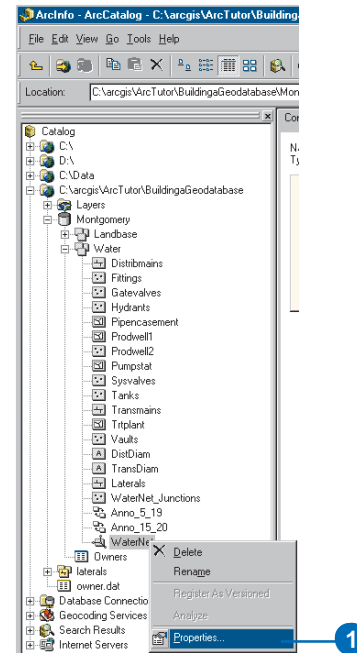 ArcInfo - ArcCatalog - C:\arcgis\ArcTutor\Building
File Edit View Go Tools Help
Location: C:\arcgis\ArcTutor\BuildingaGeodatabase\Mon
Catalog
C:\
D:\
C:\Data
C:\arcgis\ArcTutor\BuildingaGeodatabase
Layers
Montgomery
Landbase
Water
Distribmains
Fittings
Gatevalves
Hydrants
Pipencasement
Prodwell1
Prodwell2
Pumpstat
Sysvalves
Tanks
Transmains
Trtplant
Vaults
DistDiam
TransDiam
Laterals
WaterNet_Junctions
Anno_5_19
Anno_15_20
WaterNet
Owners
laterals
owner.dat
Database Connectio
Geocoding Services
Search Results
Internet Servers
Delete
Rename
Register As Versioned
Analyze
Properties...
1